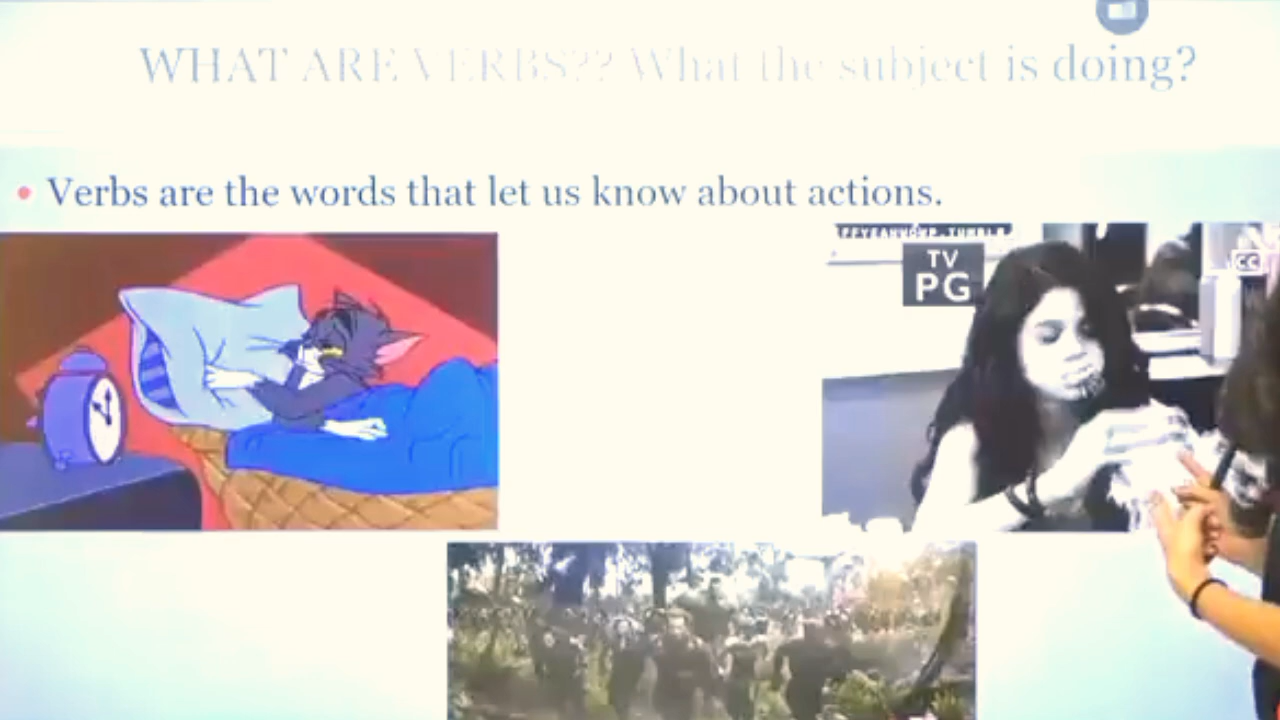 WHAT ARE VERBS?? What the subject is doing?
• Verbs are the words that let us know about actions.
TV
PG
CC